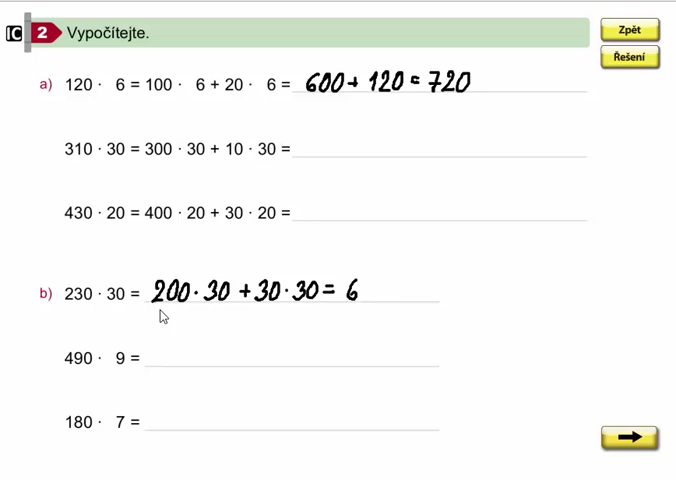 IC 2 Vypočítejte. Zpět
Řešení
a) 120 · 6 = 100 · 6 + 20 · 6 = 600 + 120 = 720
310 · 30 = 300 · 30 + 10 · 30 =
430 · 20 = 400 · 20 + 30 · 20 =
b) 230 · 30 = 200 · 30 + 30 · 30 = 6
490 · 9 =
180 · 7 =